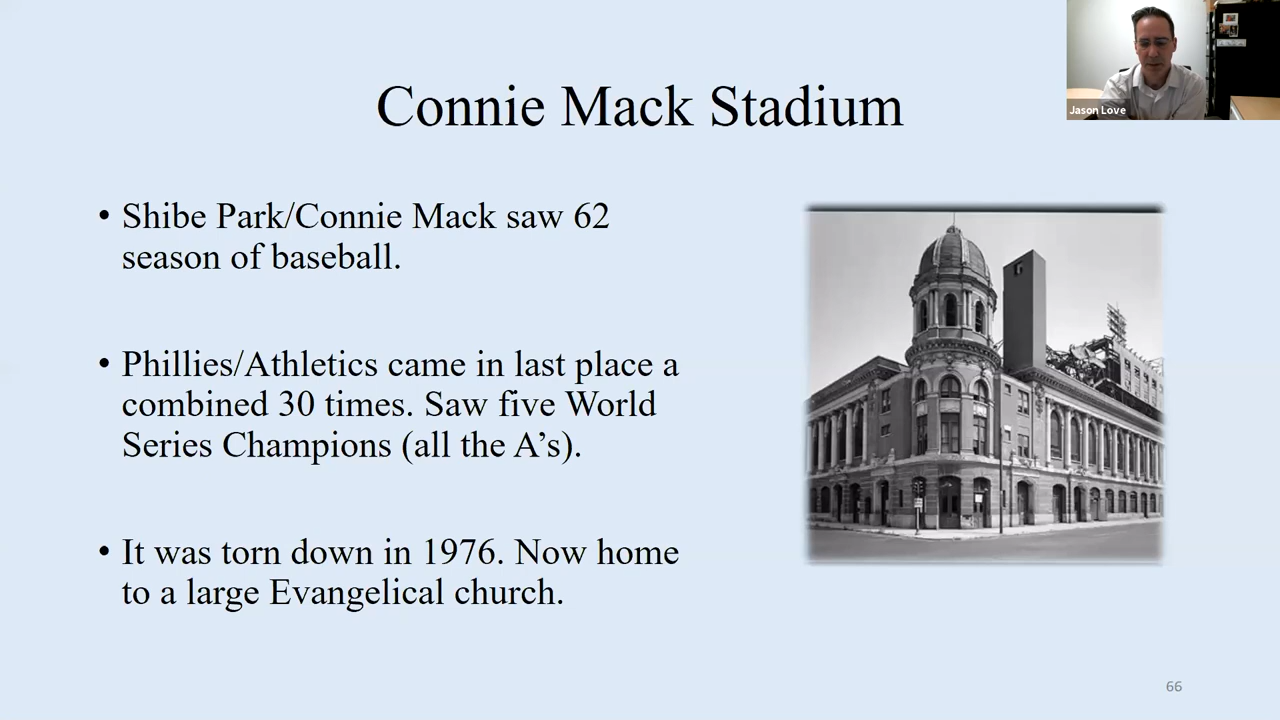 Jason Love
Connie Mack Stadium
• Shibe Park/Connie Mack saw 62
season of baseball.
• Phillies/Athletics came in last place a
combined 30 times. Saw five World
Series Champions (all the A’s).
• It was torn down in 1976. Now home
to a large Evangelical church.
66